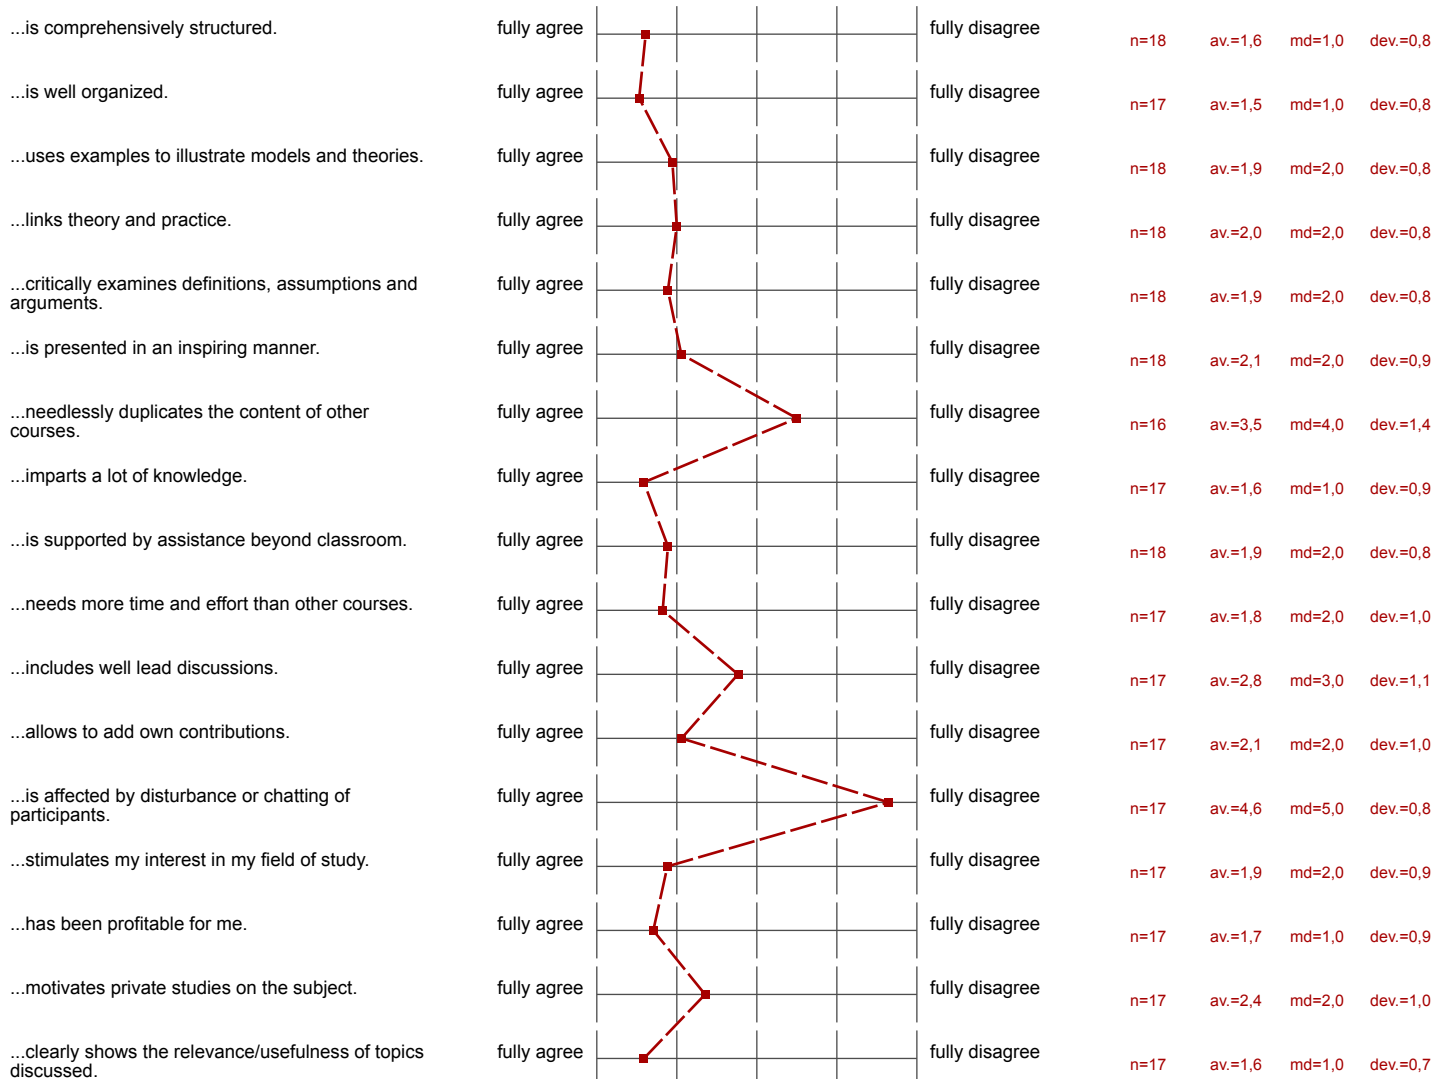 ...is comprehensively structured. fully agree fully disagree n=18 av.=1,6 md=1,0 dev.=0,8
...is well organized. fully agree fully disagree n=17 av.=1,5 md=1,0 dev.=0,8
...uses examples to illustrate models and theories. fully agree fully disagree n=18 av.=1,9 md=2,0 dev.=0,8
...links theory and practice. fully agree fully disagree n=18 av.=2,0 md=2,0 dev.=0,8
...critically examines definitions, assumptions and fully agree fully disagree n=18 av.=1,9 md=2,0 dev.=0,8
arguments.
...is presented in an inspiring manner. fully agree fully disagree n=18 av.=2,1 md=2,0 dev.=0,9
...needlessly duplicates the content of other fully agree fully disagree n=16 av.=3,5 md=4,0 dev.=1,4
courses.
...imparts a lot of knowledge. fully agree fully disagree n=17 av.=1,6 md=1,0 dev.=0,9
...is supported by assistance beyond classroom. fully agree fully disagree n=18 av.=1,9 md=2,0 dev.=0,8
...needs more time and effort than other courses. fully agree fully disagree n=17 av.=1,8 md=2,0 dev.=1,0
...includes well lead discussions. fully agree fully disagree n=17 av.=2,8 md=3,0 dev.=1,1
...allows to add own contributions. fully agree fully disagree n=17 av.=2,1 md=2,0 dev.=1,0
...is affected by disturbance or chatting of fully agree fully disagree n=17 av.=4,6 md=5,0 dev.=0,8
participants.
...stimulates my interest in my field of study. fully agree fully disagree n=17 av.=1,9 md=2,0 dev.=0,9
...has been profitable for me. fully agree fully disagree n=17 av.=1,7 md=1,0 dev.=0,9
...motivates private studies on the subject. fully agree fully disagree n=17 av.=2,4 md=2,0 dev.=1,0
...clearly shows the relevance/usefulness of topics fully agree fully disagree n=17 av.=1,6 md=1,0 dev.=0,7
discussed.